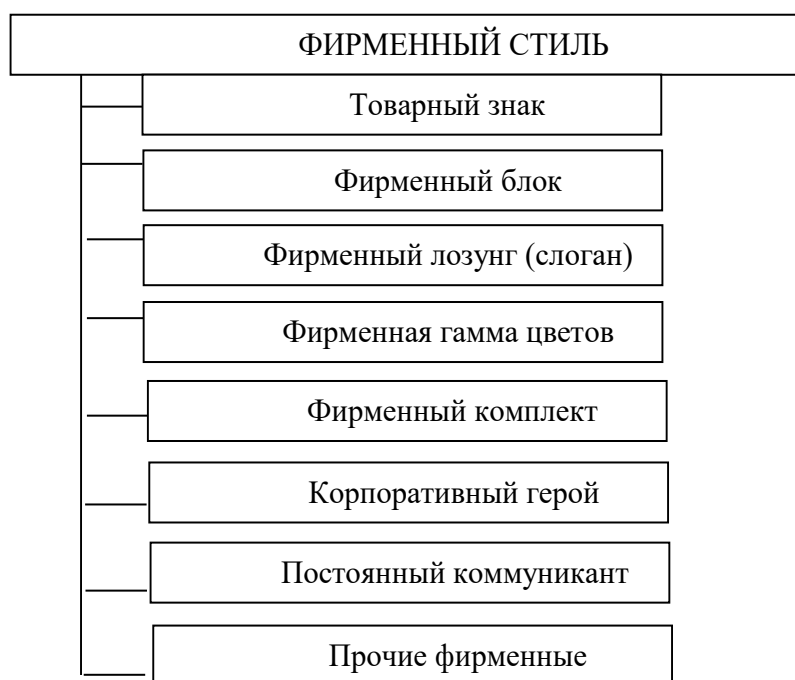 ФИРМЕННЫЙ СТИЛЬ
Товарный знак
Фирменный блок
Фирменный лозунг (слоган)
Фирменная гамма цветов
Фирменный комплект
Корпоративный герой
Постоянный коммуникант
Прочие фирменные